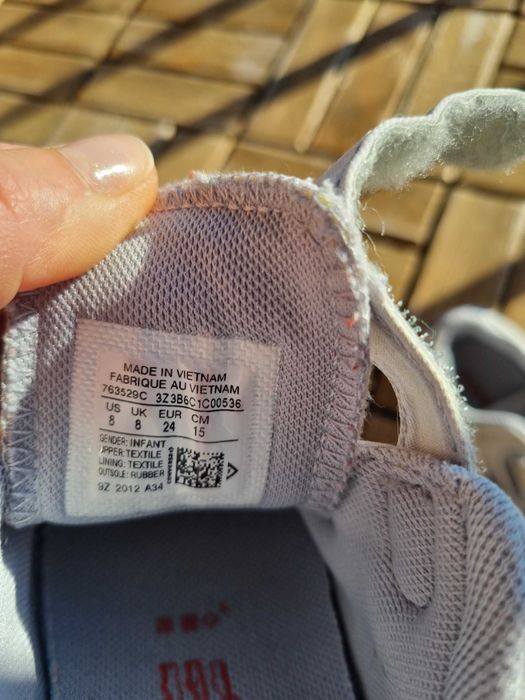 MADE IN VIETNAM
FABRIQUE AU VIETNAM
763529C 3Z3B6C1C00536
US UK EUR CM
8 8 24 15
GENDER: INFANT
UPPER:TEXTILE
LINING: TEXTILE
OUTSOLE: RUBBER
CONVERSE
9Z 2012 A34